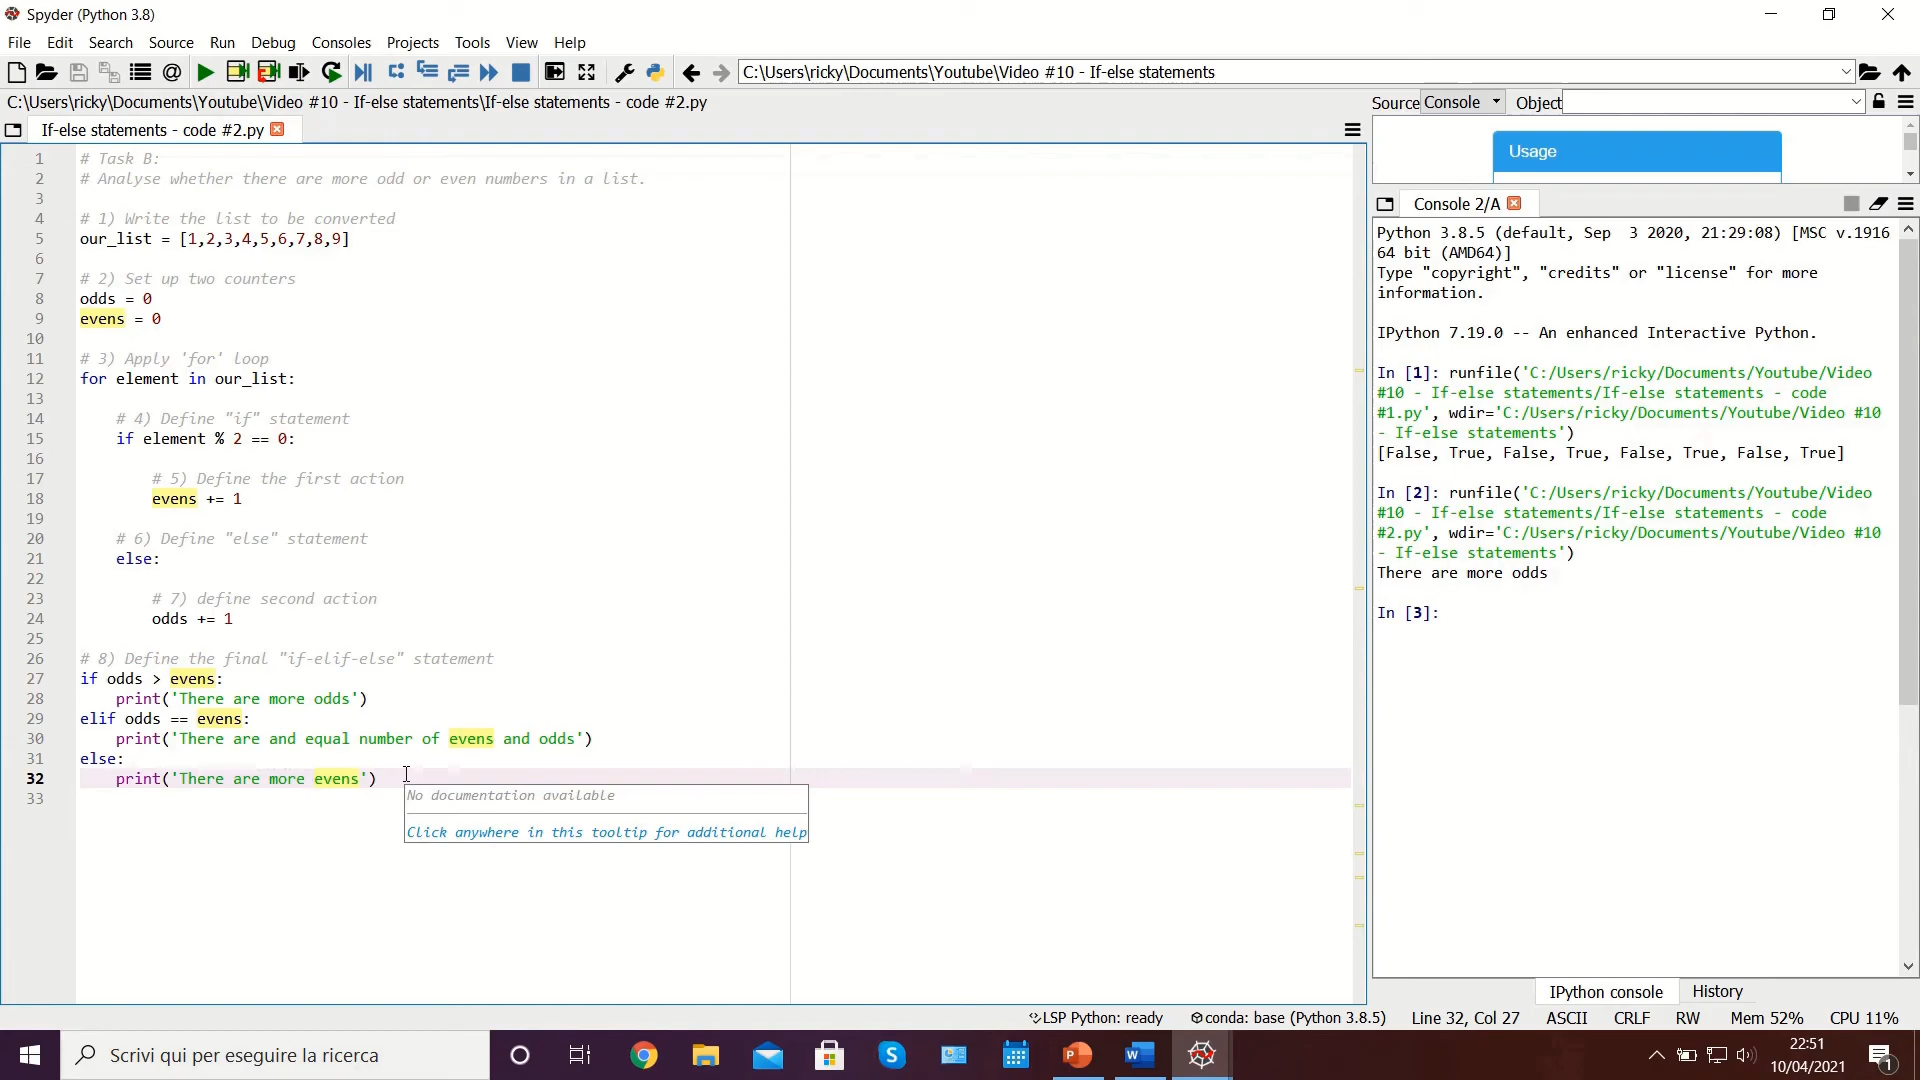 Spyder (Python 3.8)
File Edit Search Source Run Debug Consoles Projects Tools View Help
C:\Users\ricky\Documents\Youtube\Video #10 - If-else statements
C:\Users\ricky\Documents\Youtube\Video #10 - If-else statements\If-else statements - code #2.py
Source Console Object
If-else statements - code #2.py
Usage
1 # Task B:
2 # Analyse whether there are more odd or even numbers in a list.
3
4 # 1) Write the list to be converted
5 our_list = [1,2,3,4,5,6,7,8,9]
6
7 # 2) Set up two counters
8 odds = 0
9 evens = 0
10
11 # 3) Apply 'for' loop
12 for element in our_list:
13
14 # 4) Define "if" statement
15 if element % 2 == 0:
16
17 # 5) Define the first action
18 evens += 1
19
20 # 6) Define "else" statement
21 else:
22
23 # 7) define second action
24 odds += 1
25
26 # 8) Define the final "if-elif-else" statement
27 if odds > evens:
28 print('There are more odds')
29 elif odds == evens:
30 print('There are and equal number of evens and odds')
31 else:
32 print('There are more evens')
33
No documentation available
Click anywhere in this tooltip for additional help
Console 2/A
Python 3.8.5 (default, Sep 3 2020, 21:29:08) [MSC v.1916
64 bit (AMD64)]
Type "copyright", "credits" or "license" for more
information.
IPython 7.19.0 -- An enhanced Interactive Python.
In [1]: runfile('C:/Users/ricky/Documents/Youtube/Video
#10 - If-else statements/If-else statements - code
#1.py', wdir='C:/Users/ricky/Documents/Youtube/Video #10
- If-else statements')
[False, True, False, True, False, True, False, True]
In [2]: runfile('C:/Users/ricky/Documents/Youtube/Video
#10 - If-else statements/If-else statements - code
#2.py', wdir='C:/Users/ricky/Documents/Youtube/Video #10
- If-else statements')
There are more odds
In [3]:
IPython console History
LSP Python: ready conda: base (Python 3.8.5) Line 32, Col 27 ASCII CRLF RW Mem 52% CPU 11%
Scrivi qui per eseguire la ricerca
22:51
10/04/2021
1